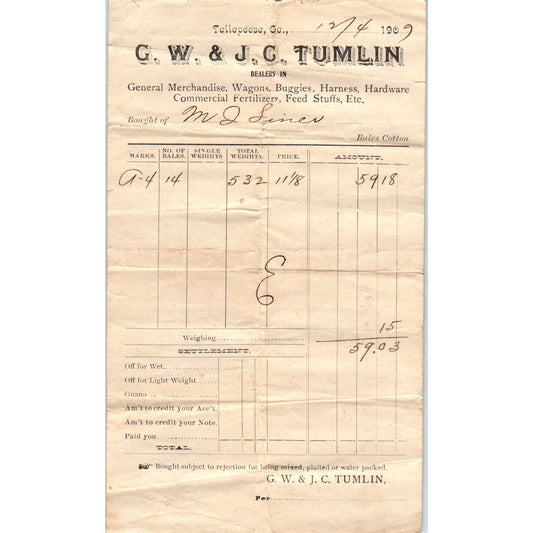 Tallapoosa, Ga., 12/4 1909
G. W. & J. C. TUMLIN
DEALERS IN
General Merchandise, Wagons, Buggies, Harness, Hardware
Commercial Fertilizers, Feed Stuffs, Etc.
Bought of M J
Bales Cotton
MARKS. NO. OF BALES. SINGLE WEIGHTS TOTAL WEIGHTS. PRICE. AMOUNT.
A-4 14 532 11 1/8 5918
E
Weighing 15
SETTLEMENT. 59.03
Off for Wet
Off for Light Weight
Guano
Am't to credit your Acc't.
Am't to credit your Note.
Paid you
TOTAL
Bought subject to rejection for being mixed, plaited or water packed.
G. W. & J. C. TUMLIN,
Per